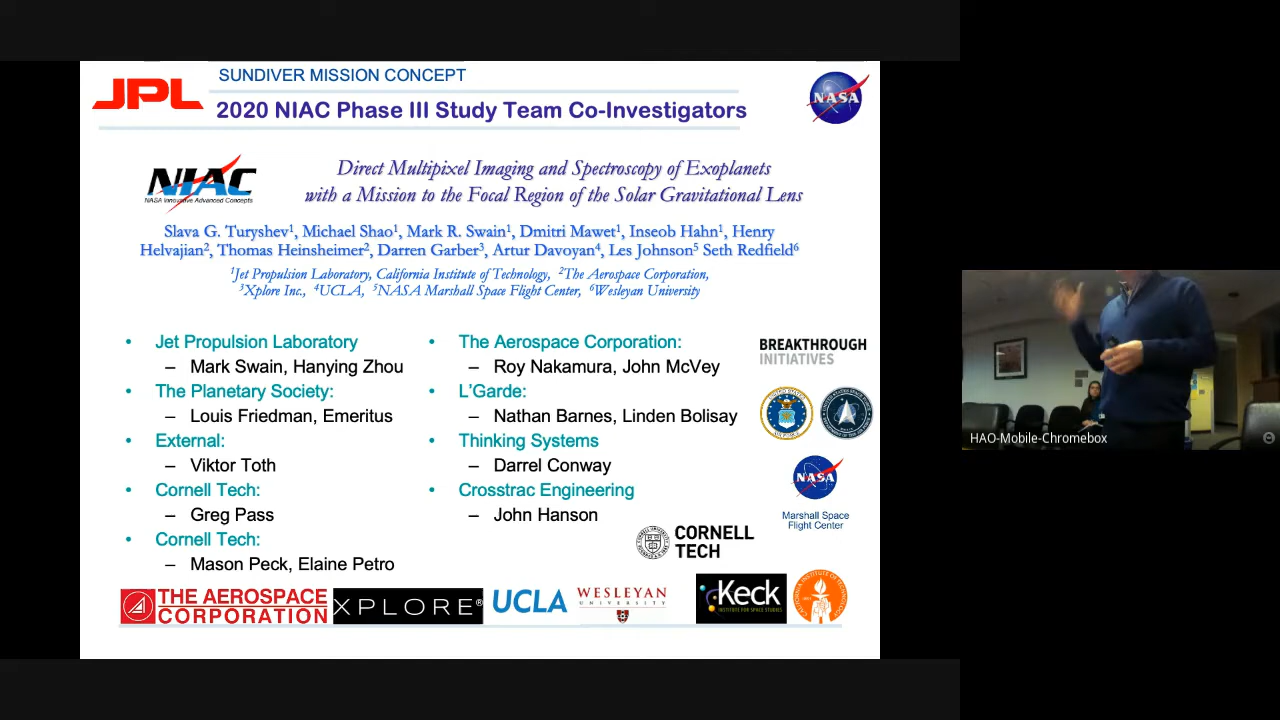 JPL
SUNDIVER MISSION CONCEPT
2020 NIAC Phase III Study Team Co-Investigators
NASA
NIAC
NASA Innovative Advanced Concepts
Direct Multipixel Imaging and Spectroscopy of Exoplanets
with a Mission to the Focal Region of the Solar Gravitational Lens
Slava G. Turyshev1, Michael Shao1, Mark R. Swain1, Dmitri Mawet1, Inseob Hahn1, Henry
Helvajian2, Thomas Heinsheimer2, Darren Garber3, Artur Davoyan4, Les Johnson5 Seth Redfield6
1Jet Propulsion Laboratory, California Institute of Technology, 2The Aerospace Corporation,
3Xplore Inc., 4UCLA, 5NASA Marshall Space Flight Center, 6Wesleyan University
• Jet Propulsion Laboratory
– Mark Swain, Hanying Zhou
• The Planetary Society:
– Louis Friedman, Emeritus
• External:
– Viktor Toth
• Cornell Tech:
– Greg Pass
• Cornell Tech:
– Mason Peck, Elaine Petro
• The Aerospace Corporation:
– Roy Nakamura, John McVey
• L'Garde:
– Nathan Barnes, Linden Bolisay
• Thinking Systems
– Darrel Conway
• Crosstrac Engineering
– John Hanson
BREAKTHROUGH
INITIATIVES
NASA
Marshall Space
Flight Center
CORNELL
TECH
THE AEROSPACE
CORPORATION
XPLORE®
UCLA
WESLEYAN
UNIVERSITY
Keck
INSTITUTE FOR SPACE STUDIES
HAO-Mobile-Chromebox